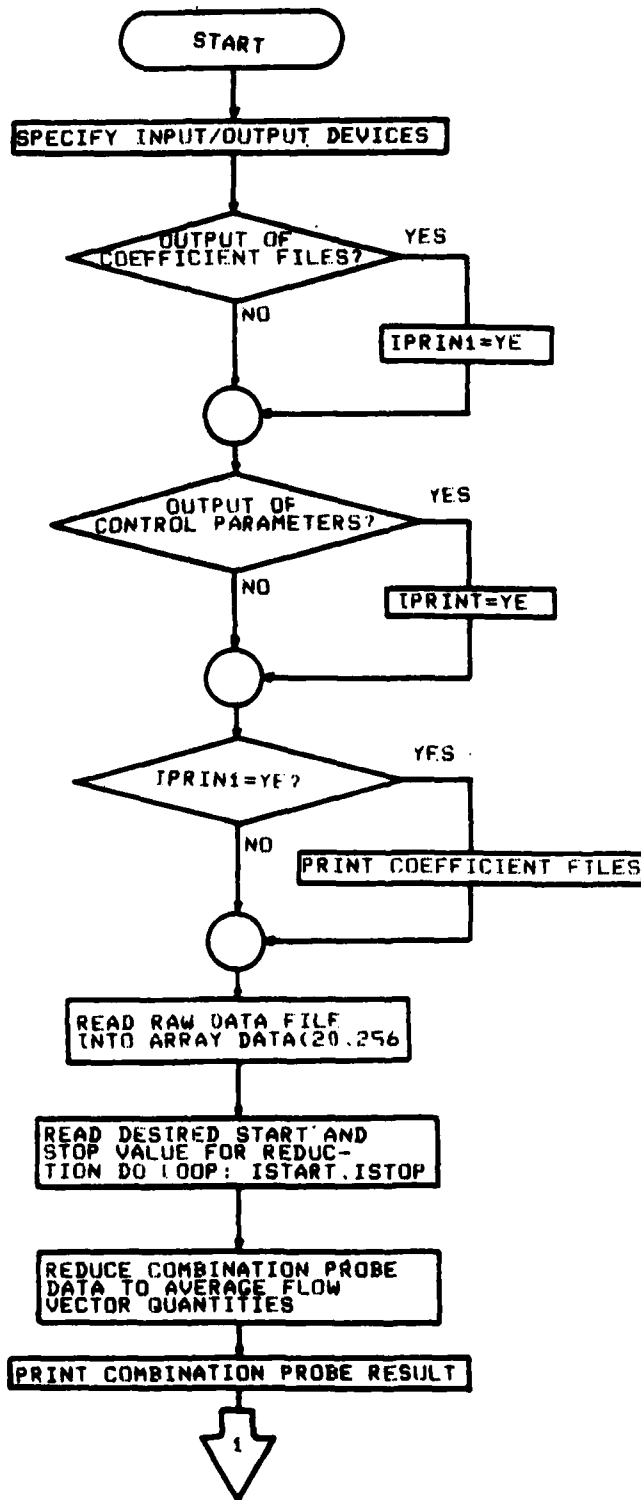 START
SPECIFY INPUT/OUTPUT DEVICES
OUTPUT OF
COEFFICIENT FILES?
YES
NO
IPRIN1=YE
OUTPUT OF
CONTROL PARAMETERS?
YES
NO
IPRINT=YE
IPRIN1=YE?
YES
NO
PRINT COEFFICIENT FILES
READ RAW DATA FILE
INTO ARRAY DATA(20,256
READ DESIRED START AND
STOP VALUE FOR REDUC-
TION DO LOOP: ISTART,ISTOP
REDUCE COMBINATION PROBE
DATA TO AVERAGE FLOW
VECTOR QUANTITIES
PRINT COMBINATION PROBE RESULT
1